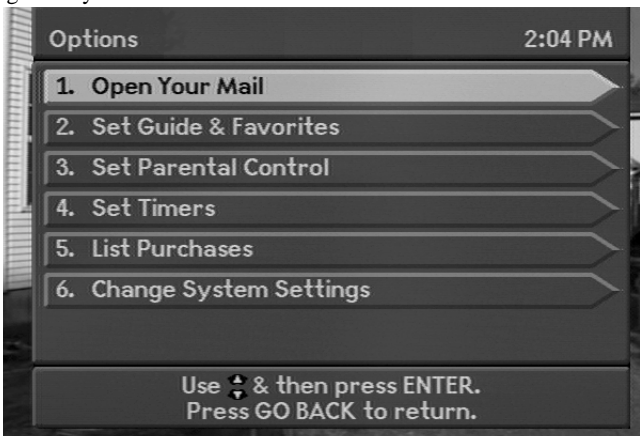 Options 2:04 PM
1. Open Your Mail
2. Set Guide & Favorites
3. Set Parental Control
4. Set Timers
5. List Purchases
6. Change System Settings
Use & then press ENTER.
Press GO BACK to return.